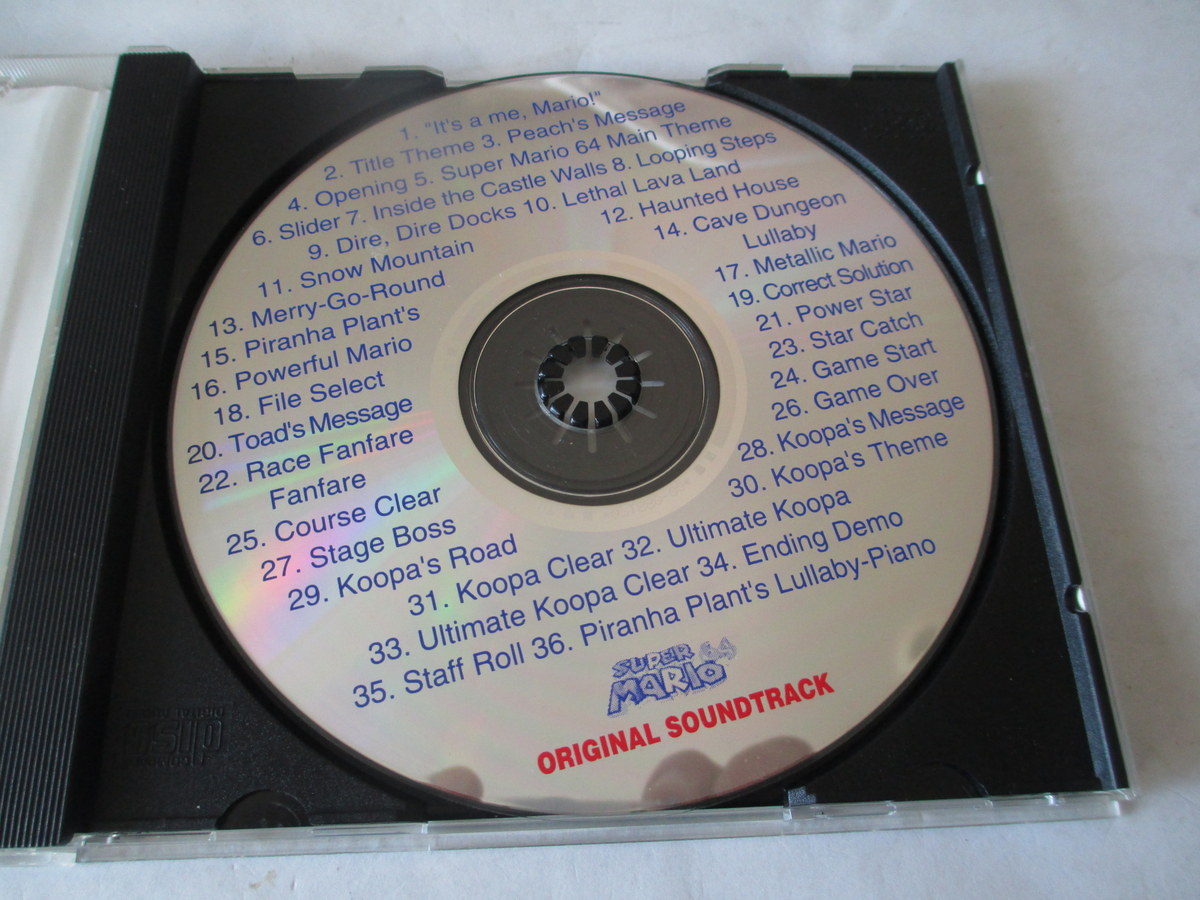 1. "It's a me, Mario!"
2. Title Theme 3. Peach's Message
4. Opening 5. Super Mario 64 Main Theme
6. Slider 7. Inside the Castle Walls 8. Looping Steps
9. Dire, Dire Docks 10. Lethal Lava Land
11. Snow Mountain 12. Haunted House
13. Merry-Go-Round 14. Cave Dungeon
15. Piranha Plant's Lullaby
16. Powerful Mario 17. Metallic Mario
18. File Select 19. Correct Solution
20. Toad's Message 21. Power Star
22. Race Fanfare 23. Star Catch
Fanfare 24. Game Start
25. Course Clear 26. Game Over
27. Stage Boss 28. Koopa's Message
29. Koopa's Road 30. Koopa's Theme
31. Koopa Clear 32. Ultimate Koopa
33. Ultimate Koopa Clear 34. Ending Demo
35. Staff Roll 36. Piranha Plant's Lullaby-Piano
SUPER
MARIO 64
ORIGINAL SOUNDTRACK